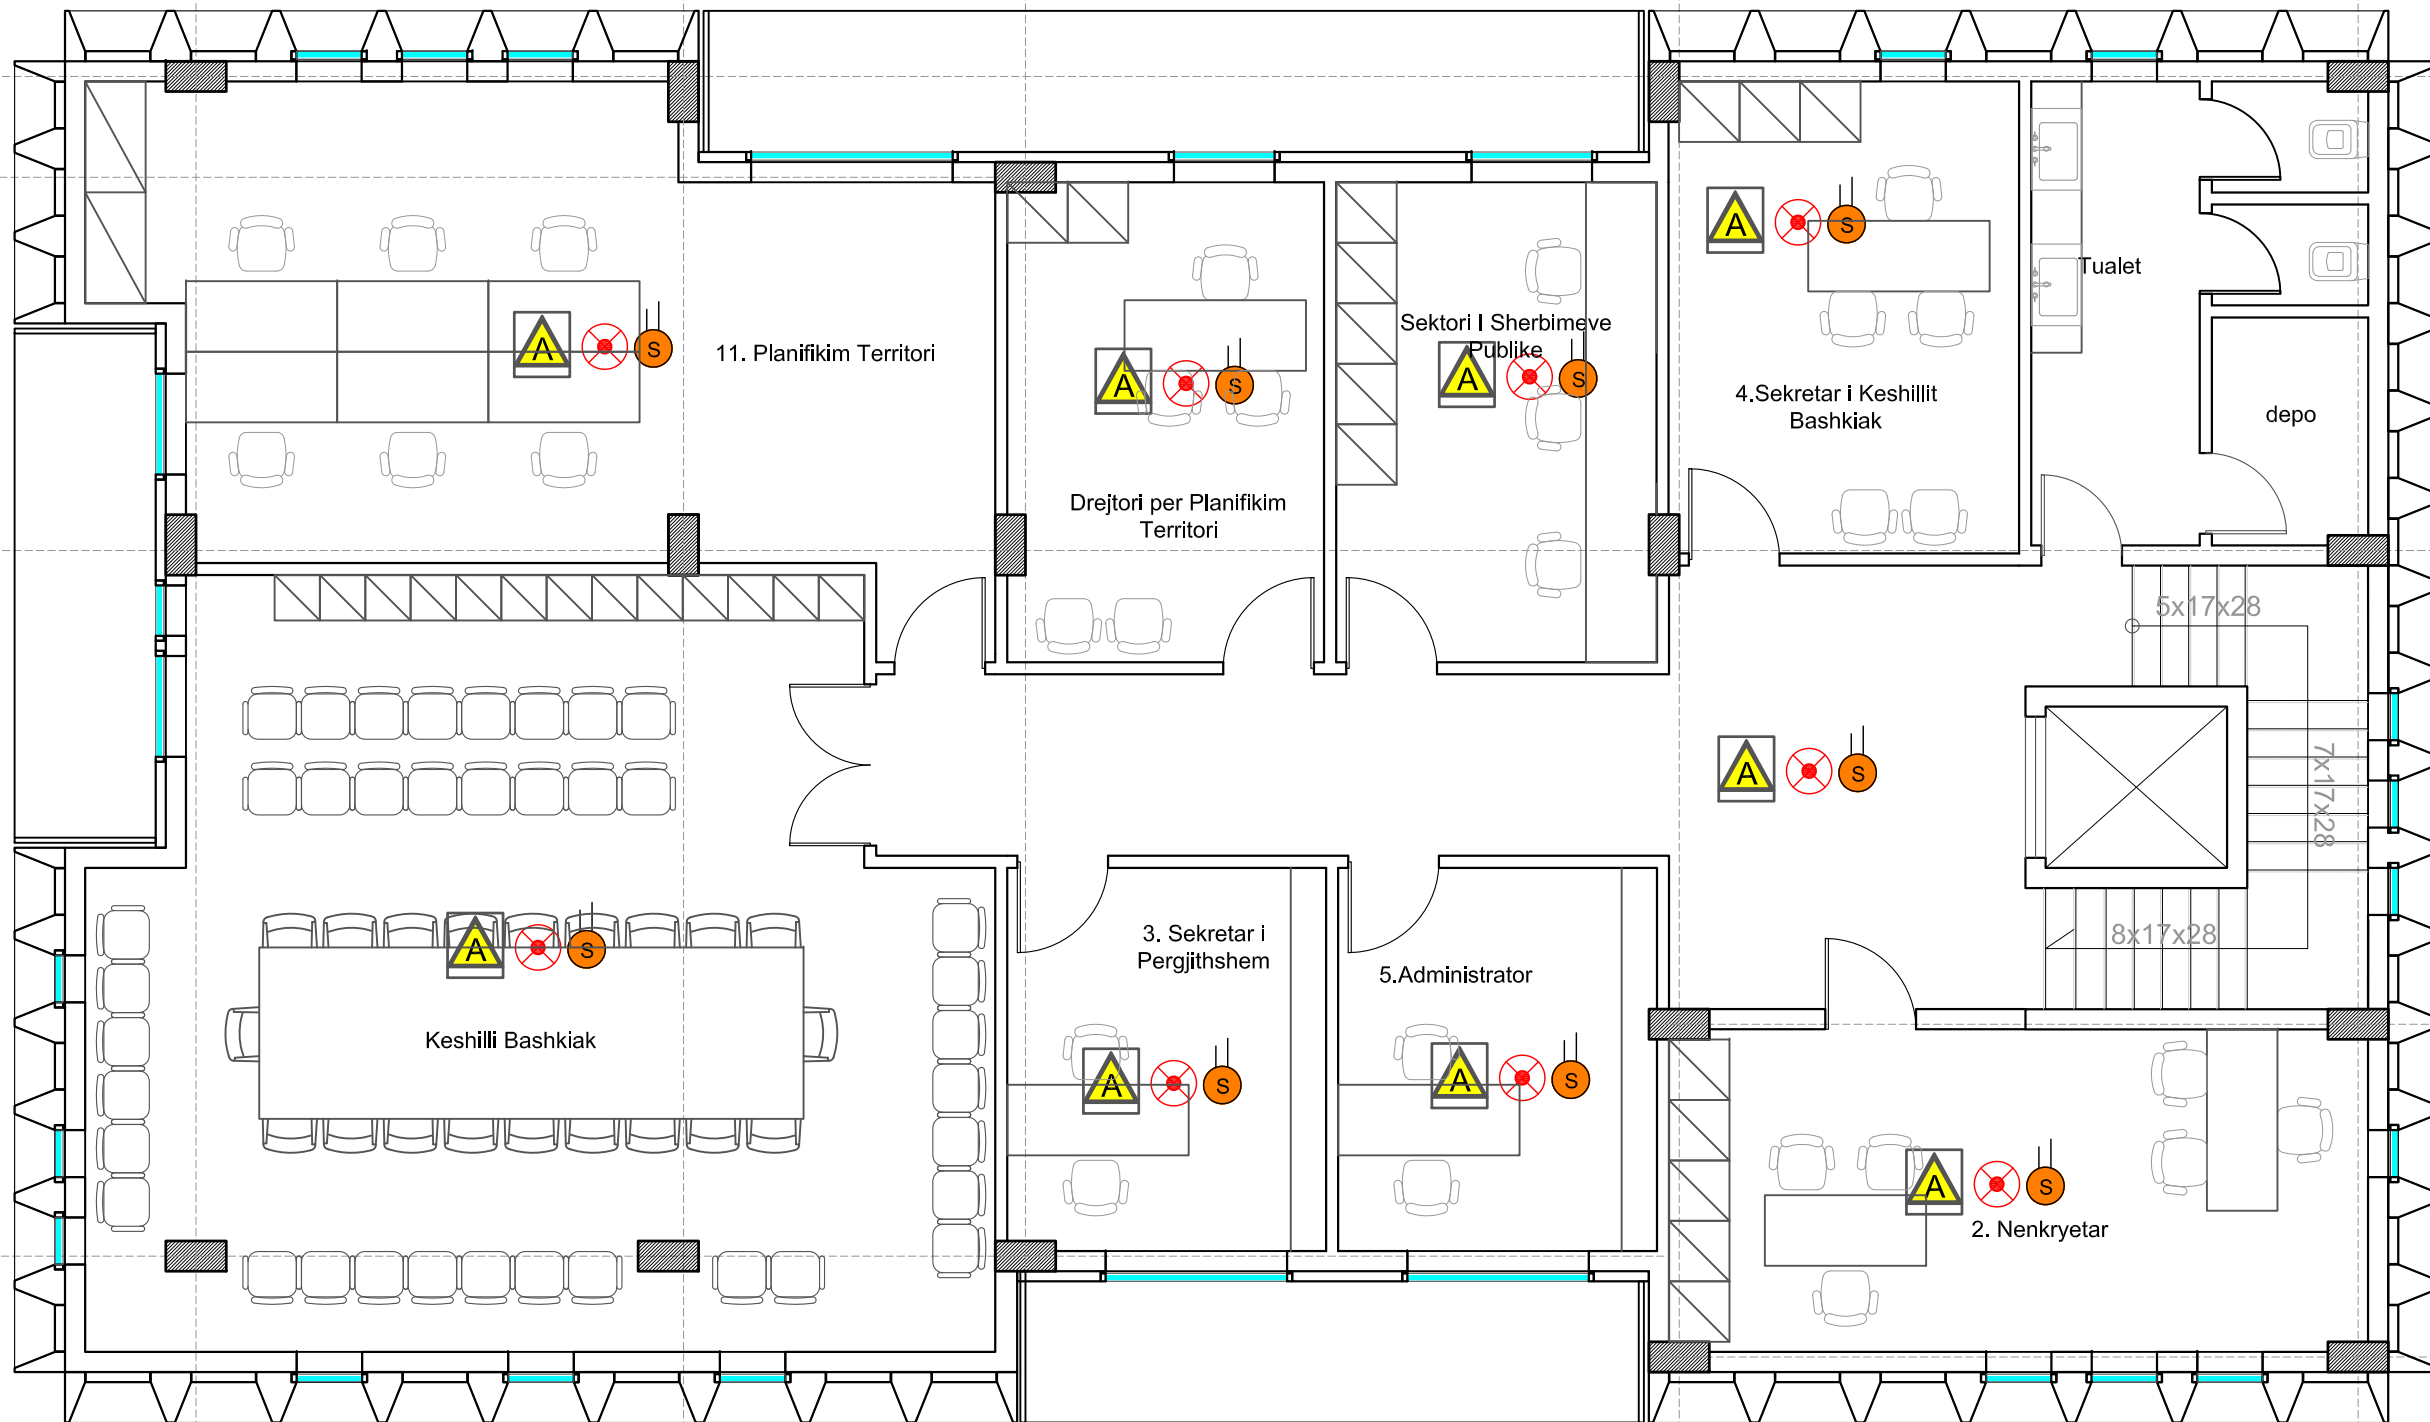 A S
Tualet
A S
11. Planifikim Territori
A S
Sektori I Sherbimeve
Publike
A S
4.Sekretar i Keshillit
Bashkiak
depo
Drejtori per Planifikim
Territori
5x17x28
A S
7x17x28
A S
Keshilli Bashkiak
3. Sekretar i
Pergjithshem
A S
5.Administrator
A S
8x17x28
A S
2. Nenkryetar